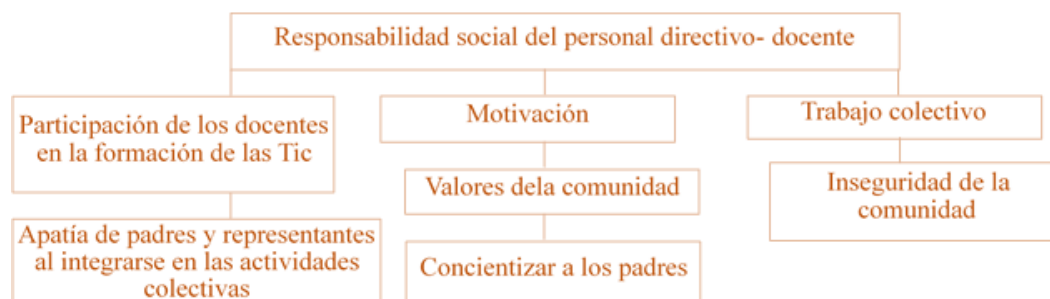 Responsabilidad social del personal directivo- docente
Participación de los docentes
en la formación de las Tic
Apatía de padres y representantes
al integrarse en las actividades
colectivas
Motivación
Valores dela comunidad
Concientizar a los padres
Trabajo colectivo
Inseguridad de la
comunidad